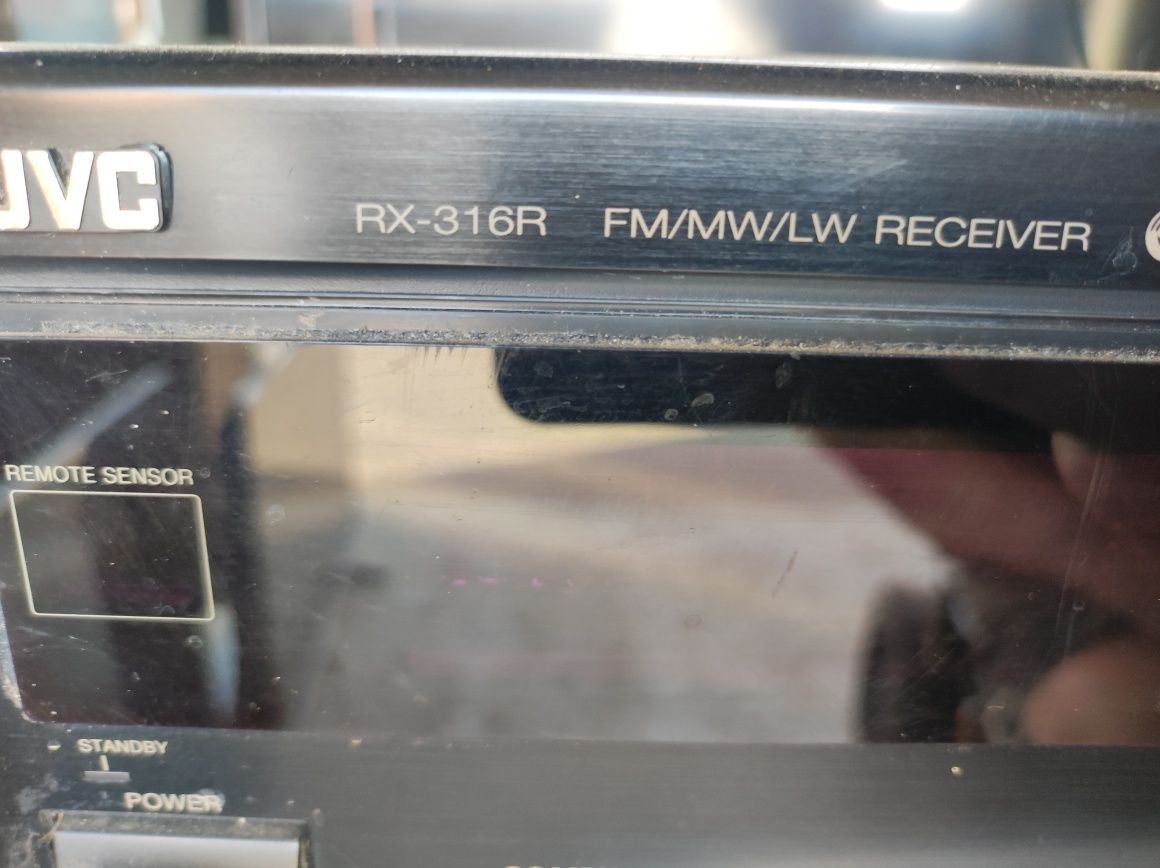 JVC
RX-316R FM/MW/LW RECEIVER
REMOTE SENSOR
STANDBY
POWER